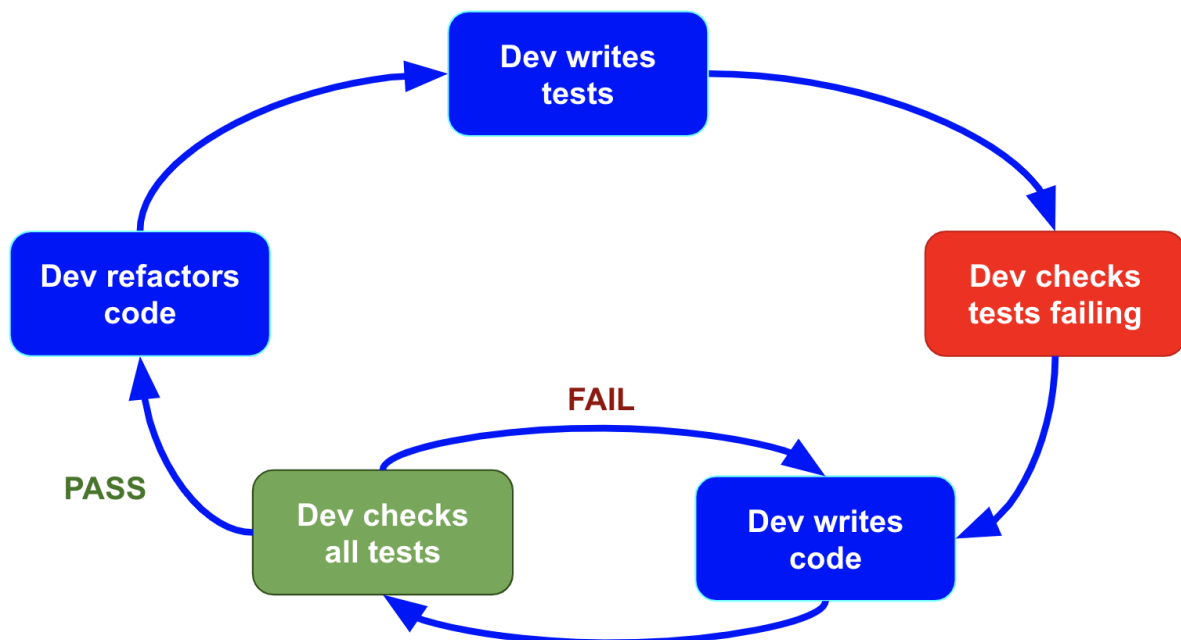 Dev writes
tests
Dev refactors
code
Dev checks
tests failing
FAIL
PASS
Dev checks
all tests
Dev writes
code